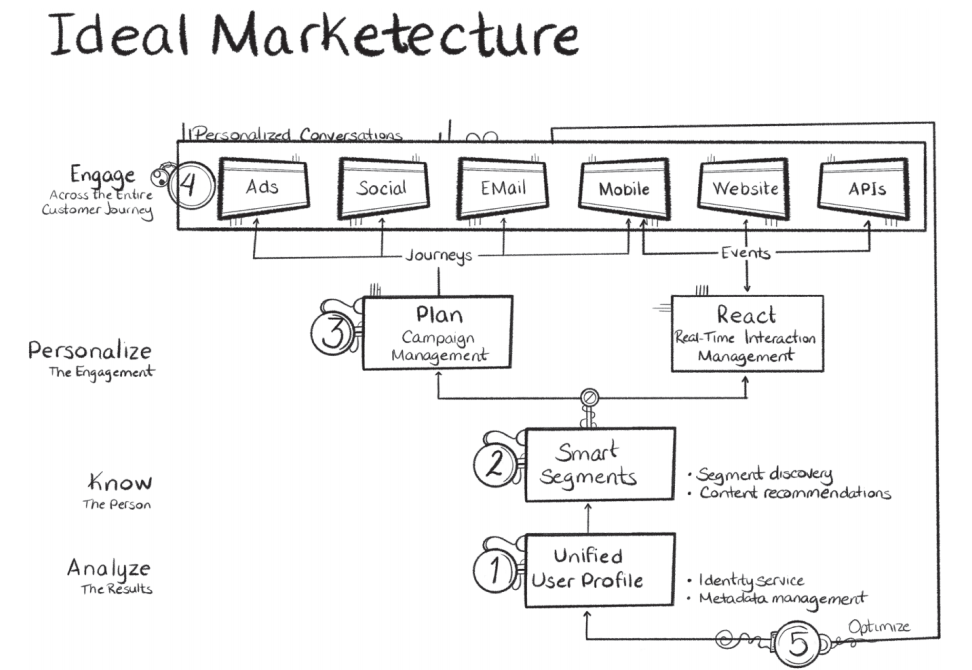 Ideal Marketecture
Personalized Conversations
Engage
Across the Entire
Customer Journey
4
Ads
Social
EMail
Mobile
Website
APIs
Journeys
Events
3
Plan
Campaign
Management
React
Real-Time Interaction
Management
Personalize
The Engagement
2
Smart
Segments
• Segment discovery
• Content recommendations
Know
The Person
1
Unified
User Profile
• Identity service
• Metadata management
Analyze
The Results
5
Optimize